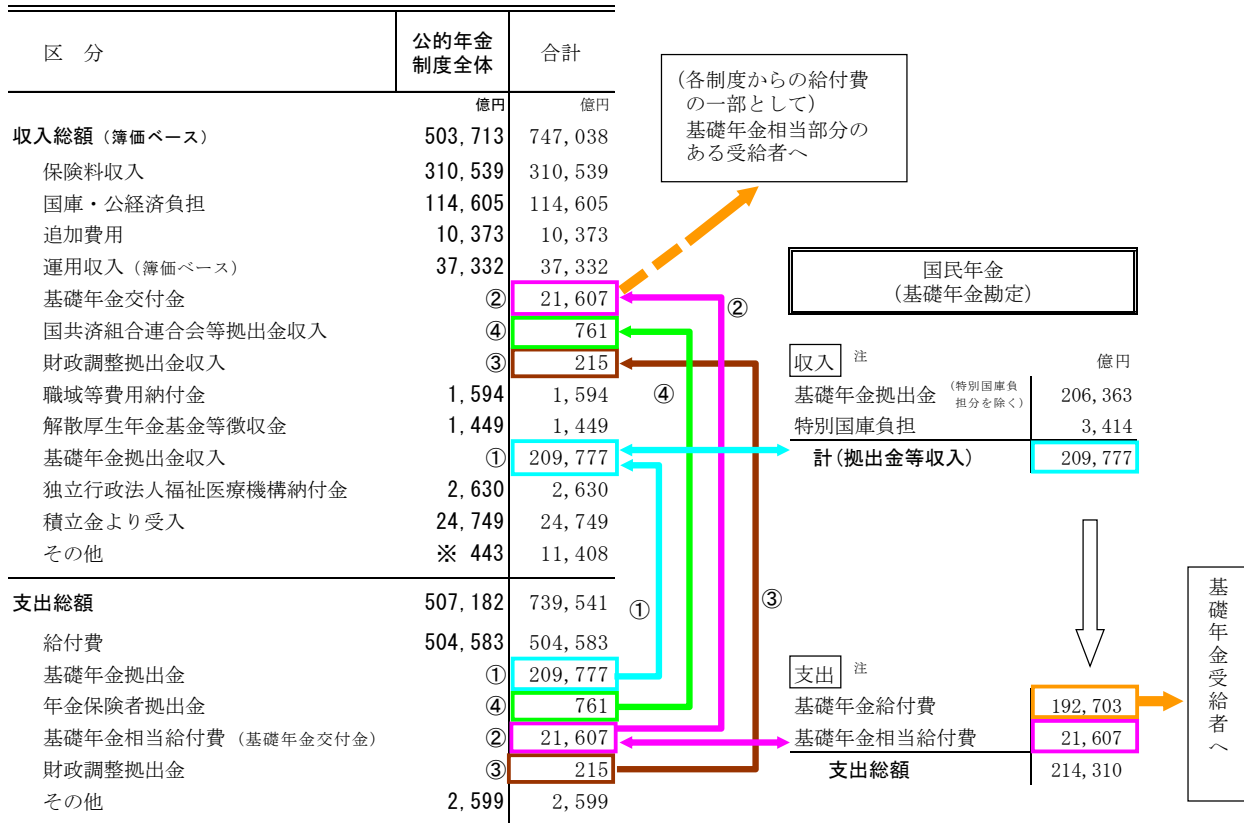 区　分　公的年金制度全体　合計
億円　億円
収入総額（簿価ベース）　503,713　747,038
保険料収入　310,539　310,539
国庫・公経済負担　114,605　114,605
追加費用　10,373　10,373
運用収入（簿価ベース）　37,332　37,332
基礎年金交付金　②　21,607
国共済組合連合会等拠出金収入　④　761
財政調整拠出金収入　③　215
職域等費用納付金　1,594　1,594
解散厚生年金基金等徴収金　1,449　1,449
基礎年金拠出金収入　①　209,777
独立行政法人福祉医療機構納付金　2,630　2,630
積立金より受入　24,749　24,749
その他　※ 443　11,408
支出総額　507,182　739,541
給付費　504,583　504,583
基礎年金拠出金　①　209,777
年金保険者拠出金　④　761
基礎年金相当給付費（基礎年金交付金）　②　21,607
財政調整拠出金　③　215
その他　2,599　2,599
②
④
①
③
（各制度からの給付費
の一部として）
基礎年金相当部分の
ある受給者へ
国民年金
（基礎年金勘定）
収入　注　億円
基礎年金拠出金（特別国庫負担分を除く）　206,363
特別国庫負担　3,414
計(拠出金等収入)　209,777
支出　注
基礎年金給付費　192,703
基礎年金相当給付費　21,607
支出総額　214,310
基礎年金受給者へ